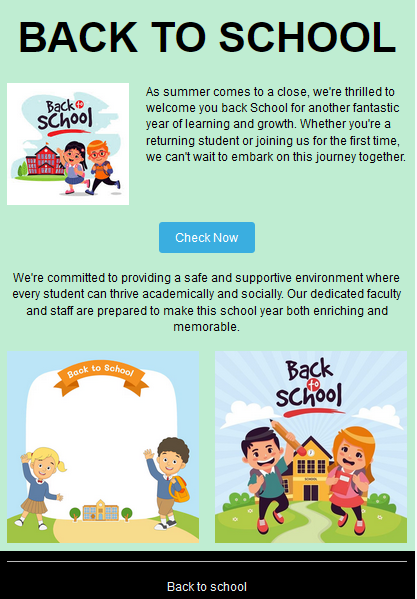 BACK TO SCHOOL
Back to
school
As summer comes to a close, we're thrilled to
welcome you back School for another fantastic
year of learning and growth. Whether you're a
returning student or joining us for the first time,
we can't wait to embark on this journey together.
Check Now
We're committed to providing a safe and supportive environment where
every student can thrive academically and socially. Our dedicated faculty
and staff are prepared to make this school year both enriching and
memorable.
Back to School
Back
to
school
SCHOOL
Back to school